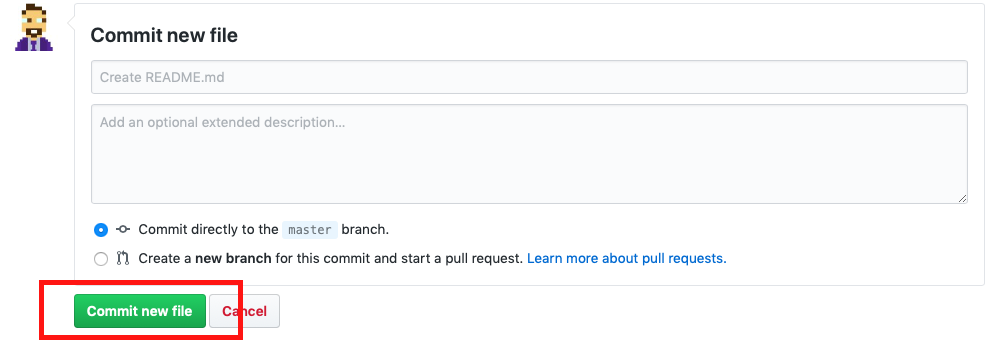 Commit new file
Create README.md
Add an optional extended description...
Commit directly to the master branch.
Create a new branch for this commit and start a pull request. Learn more about pull requests.
Commit new file Cancel